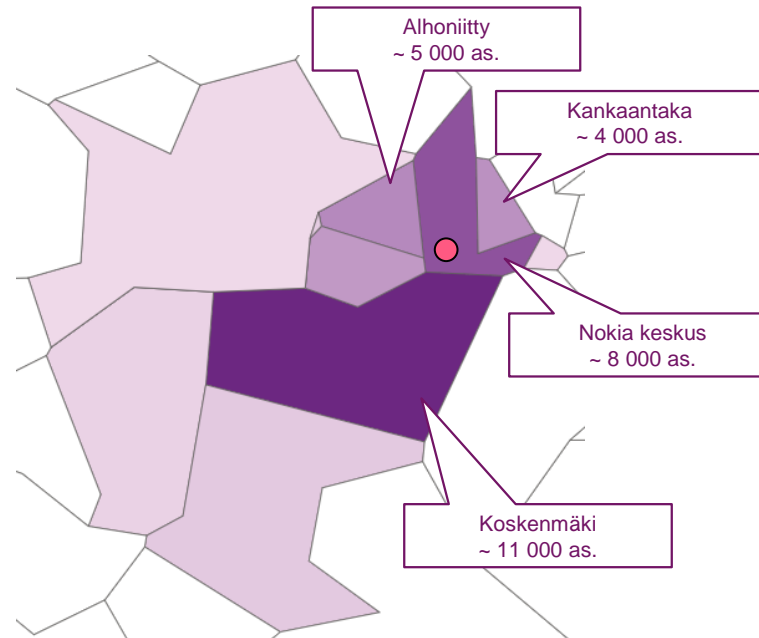 Alhoniitty
~ 5 000 as.
Kankaantaka
~ 4 000 as.
Nokia keskus
~ 8 000 as.
Koskenmäki
~ 11 000 as.